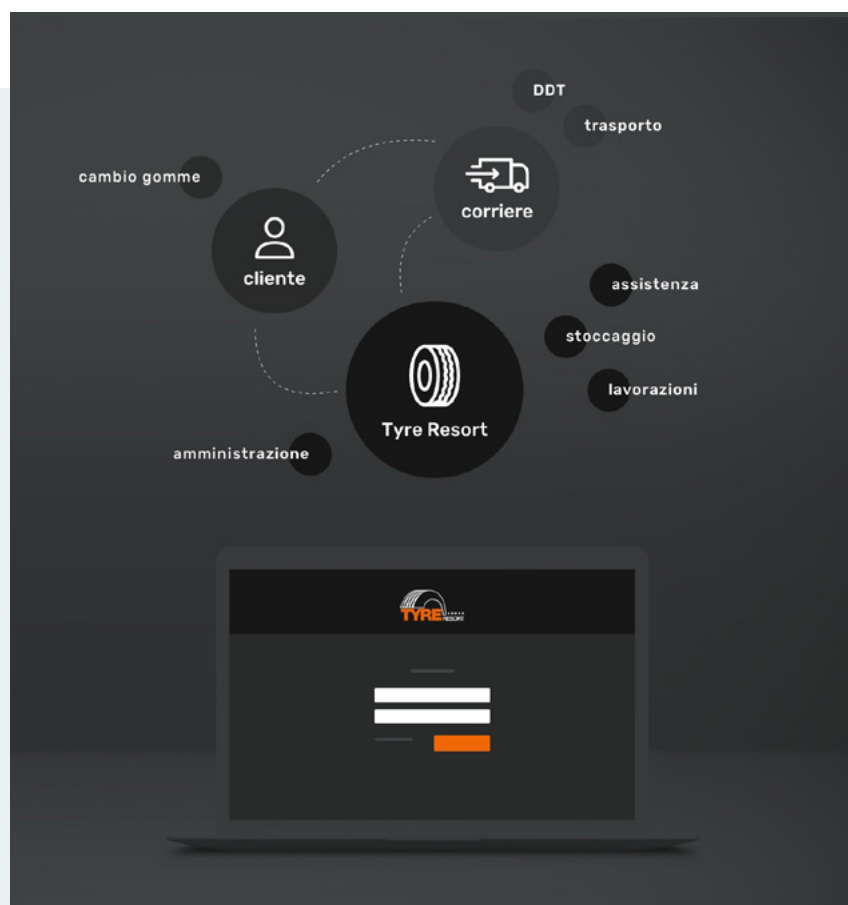 DDT
trasporto
cambio gomme
corriere
cliente
assistenza
stoccaggio
lavorazioni
Tyre Resort
amministrazione
TYRE
RESORT